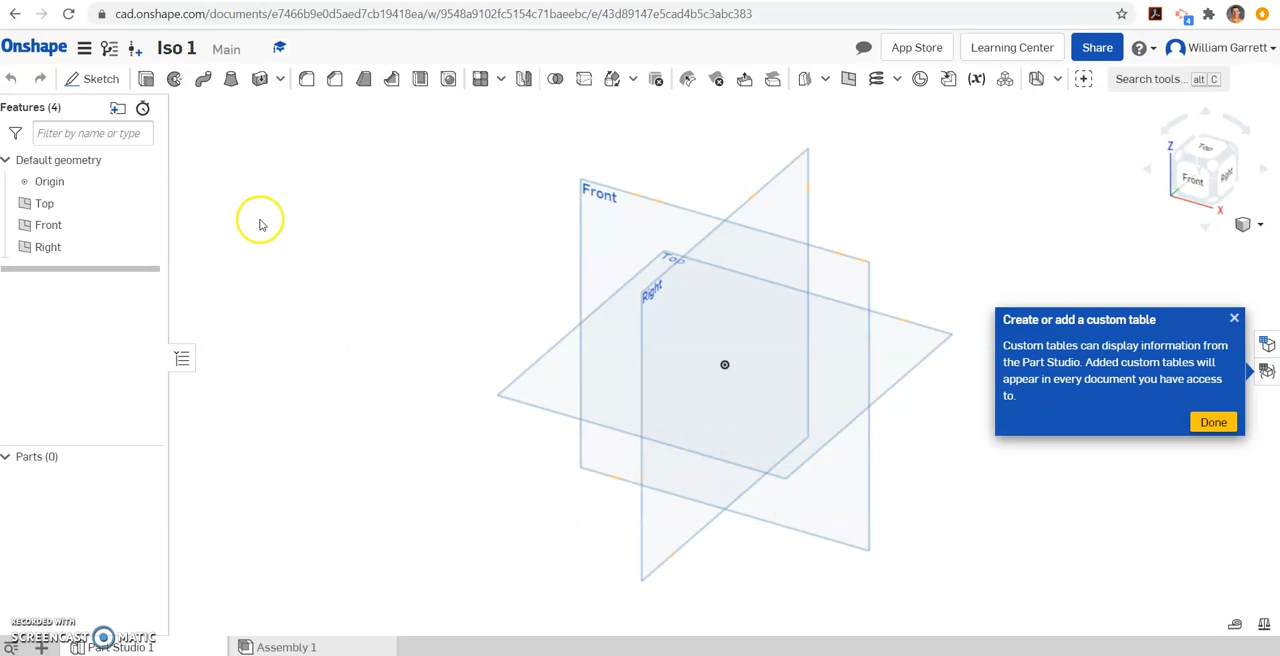 cad.onshape.com/documents/e7466b9e0d5aed7cb19418ea/w/9548a9102fc5154c71baeebc/e/43d89147e5cad4b5c3abc383
4
Onshape Iso 1 Main App Store Learning Center Share William Garrett
Sketch (x) Search tools... alt C
Features (4)
Filter by name or type
Default geometry
Origin
Top
Front
Right
Parts (0)
Front
Top
Right
Top
Z
Front
Right
X
Create or add a custom table
Custom tables can display information from
the Part Studio. Added custom tables will
appear in every document you have access
to.
Done
RECORDED WITH
SCREENCAST MATIC
Part Studio 1 Assembly 1